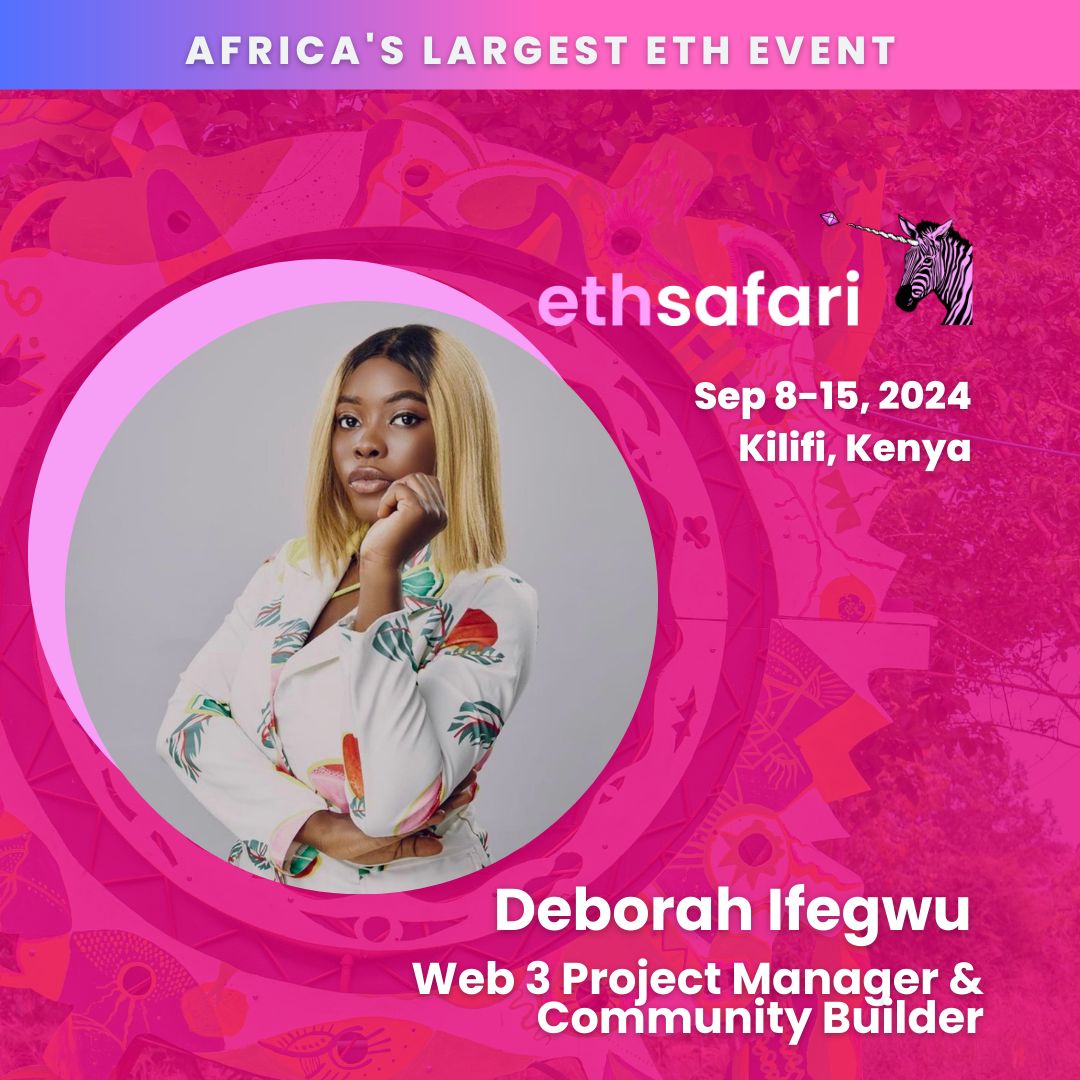 AFRICA'S LARGEST ETH EVENT
ethsafari
Sep 8-15, 2024
Kilifi, Kenya
Deborah Ifegwu
Web 3 Project Manager &
Community Builder